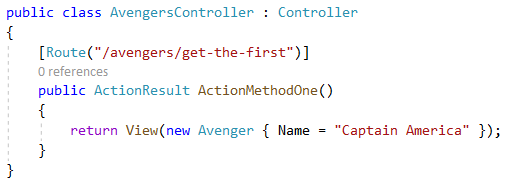 public class AvengersController : Controller
{
[Route("/avengers/get-the-first")]
0 references
public ActionResult ActionMethodOne()
{
return View(new Avenger { Name = "Captain America" });
}
}